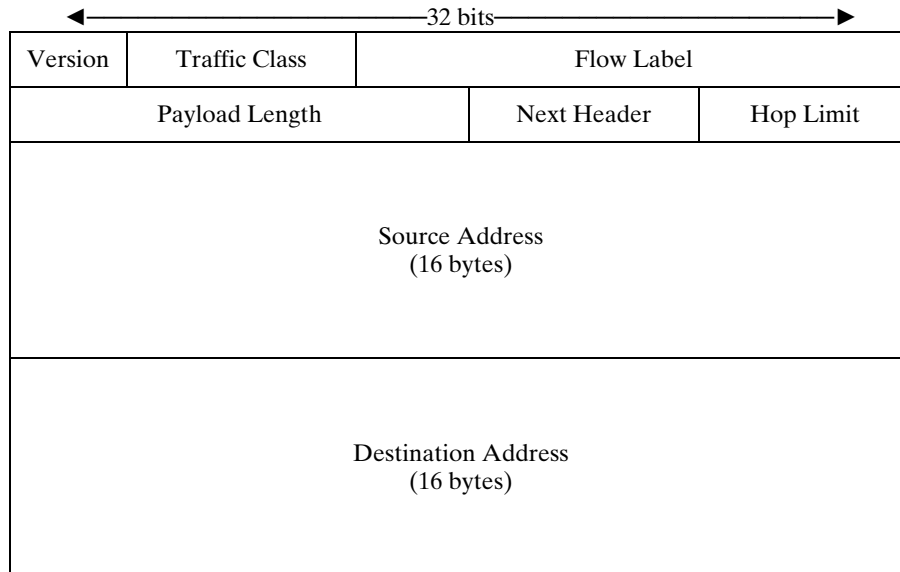 32 bits
Version Traffic Class Flow Label
Payload Length Next Header Hop Limit
Source Address
(16 bytes)
Destination Address
(16 bytes)